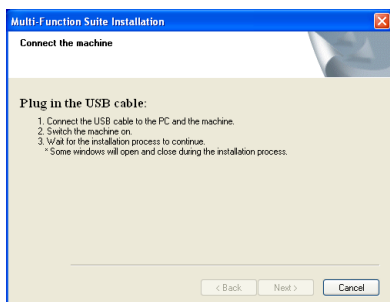 Multi-Function Suite Installation
Connect the machine
Plug in the USB cable:
1. Connect the USB cable to the PC and the machine.
2. Switch the machine on.
3. Wait for the installation process to continue.
* Some windows will open and close during the installation process.
< Back Next > Cancel